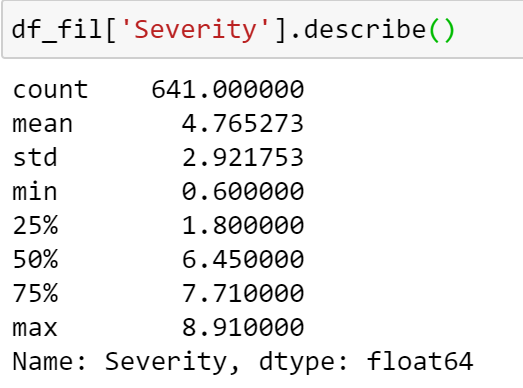 df_fil['Severity'].describe()
count 641.000000
mean 4.765273
std 2.921753
min 0.600000
25% 1.800000
50% 6.450000
75% 7.710000
max 8.910000
Name: Severity, dtype: float64